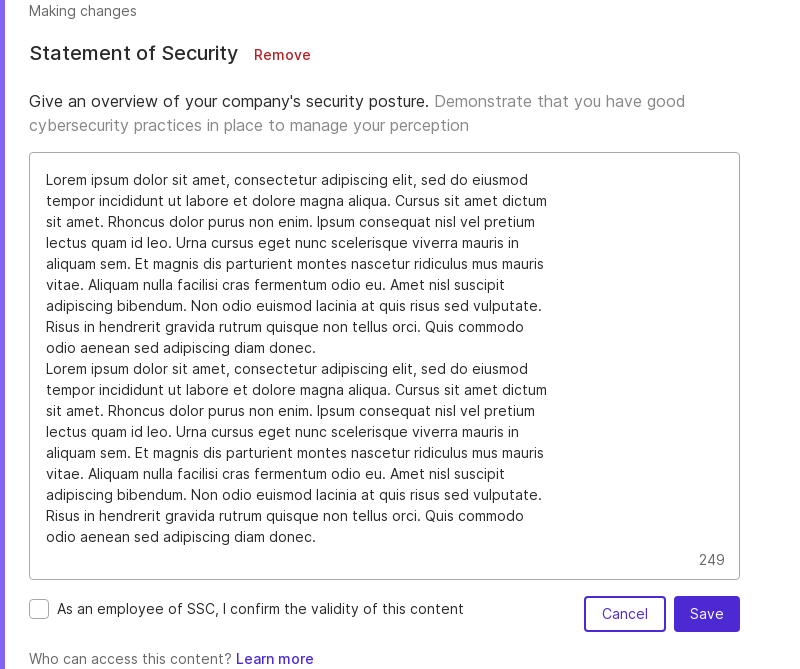 Making changes
Statement of Security Remove
Give an overview of your company's security posture. Demonstrate that you have good
cybersecurity practices in place to manage your perception
Lorem ipsum dolor sit amet, consectetur adipiscing elit, sed do eiusmod
tempor incididunt ut labore et dolore magna aliqua. Cursus sit amet dictum
sit amet. Rhoncus dolor purus non enim. Ipsum consequat nisl vel pretium
lectus quam id leo. Urna cursus eget nunc scelerisque viverra mauris in
aliquam sem. Et magnis dis parturient montes nascetur ridiculus mus mauris
vitae. Aliquam nulla facilisi cras fermentum odio eu. Amet nisl suscipit
adipiscing bibendum. Non odio euismod lacinia at quis risus sed vulputate.
Risus in hendrerit gravida rutrum quisque non tellus orci. Quis commodo
odio aenean sed adipiscing diam donec.
Lorem ipsum dolor sit amet, consectetur adipiscing elit, sed do eiusmod
tempor incididunt ut labore et dolore magna aliqua. Cursus sit amet dictum
sit amet. Rhoncus dolor purus non enim. Ipsum consequat nisl vel pretium
lectus quam id leo. Urna cursus eget nunc scelerisque viverra mauris in
aliquam sem. Et magnis dis parturient montes nascetur ridiculus mus mauris
vitae. Aliquam nulla facilisi cras fermentum odio eu. Amet nisl suscipit
adipiscing bibendum. Non odio euismod lacinia at quis risus sed vulputate.
Risus in hendrerit gravida rutrum quisque non tellus orci. Quis commodo
odio aenean sed adipiscing diam donec.
249
As an employee of SSC, I confirm the validity of this content
Cancel Save
Who can access this content? Learn more